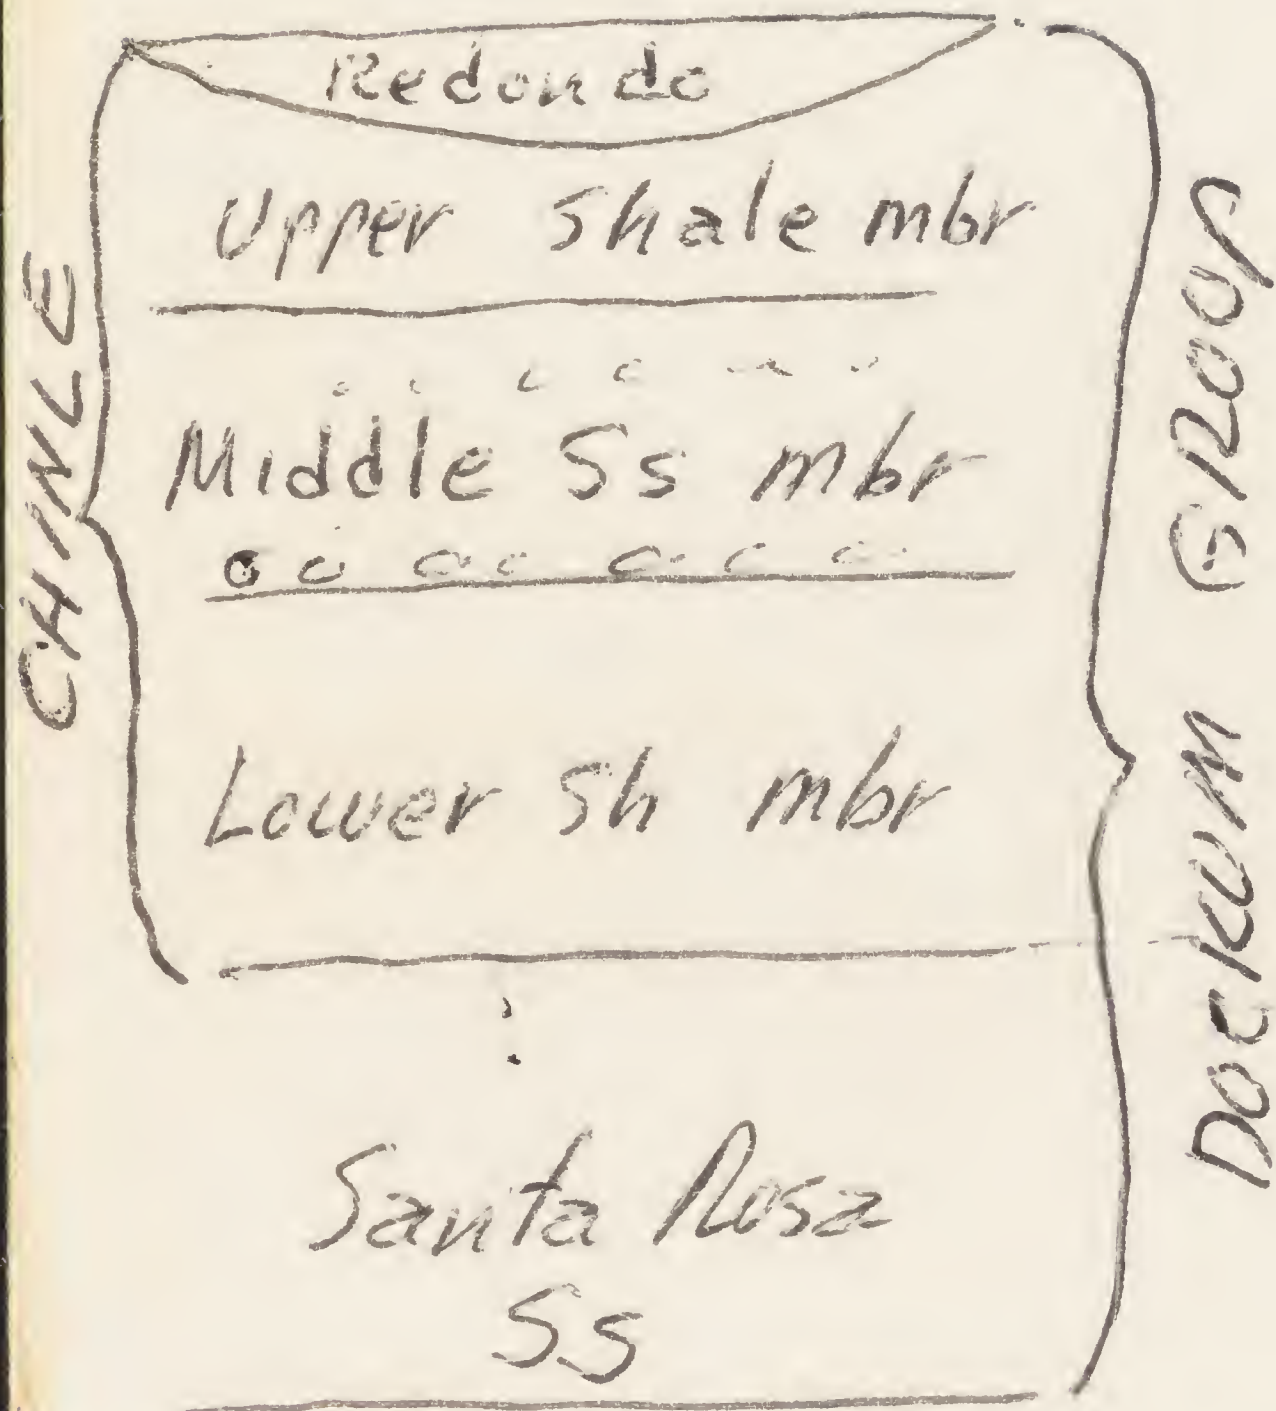 Redondo
Upper Shale mbr
CHINLE
Middle Ss mbr
Lower Sh mbr
DOCKUM GROUP
Santa Rosa
Ss